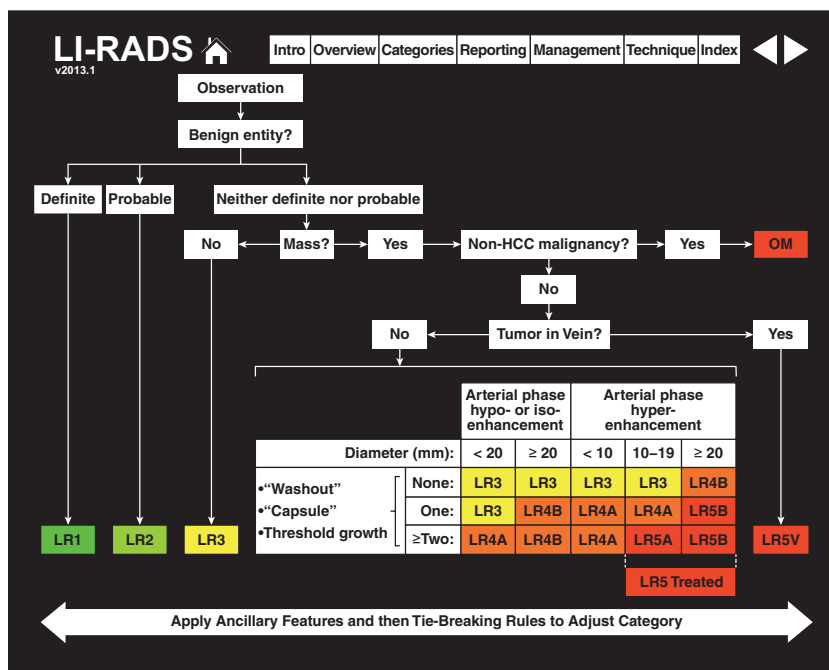 LI-RADS
v2013.1
Intro Overview Categories Reporting Management Technique Index
Observation
Benign entity?
Definite Probable Neither definite nor probable
No Mass? Yes Non-HCC malignancy? Yes OM
No
No Tumor in Vein? Yes
Arterial phase
hypo- or iso-
enhancement
Arterial phase
hyper-
enhancement
Diameter (mm): < 20 ≥ 20 < 10 10–19 ≥ 20
•“Washout”
•“Capsule”
•Threshold growth
None: LR3 LR3 LR3 LR3 LR4B
One: LR3 LR4B LR4A LR4A LR5B
≥Two: LR4A LR4B LR4A LR5A LR5B
LR1 LR2 LR3 LR5V
LR5 Treated
Apply Ancillary Features and then Tie-Breaking Rules to Adjust Category